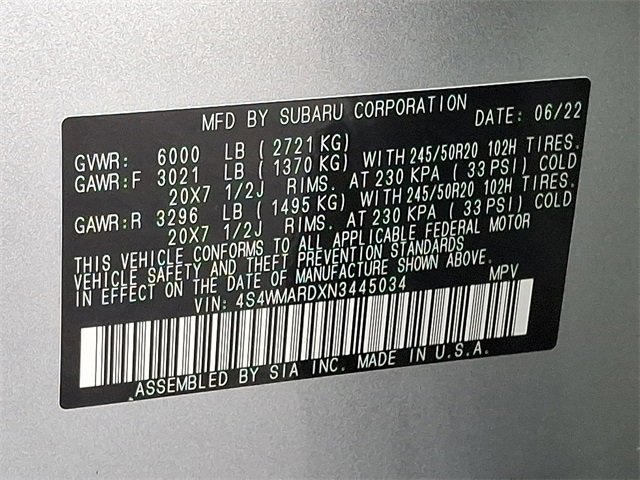 MFD BY SUBARU CORPORATION DATE: 06/22
GVWR: 6000 LB ( 2721 KG)
GAWR:F 3021 LB ( 1370 KG) WITH 245/50R20 102H TIRES.
20X7 1/2J RIMS. AT 230 KPA ( 33 PSI) COLD
GAWR:R 3296 LB ( 1495 KG) WITH 245/50R20 102H TIRES.
20X7 1/2J RIMS. AT 230 KPA ( 33 PSI) COLD
THIS VEHICLE CONFORMS TO ALL APPLICABLE FEDERAL MOTOR
VEHICLE SAFETY AND THEFT PREVENTION STANDARDS
IN EFFECT ON THE DATE OF MANUFACTURE SHOWN ABOVE.
VIN: 4S4WMARDXN3445034 MPV
ASSEMBLED BY SIA INC. MADE IN U.S.A.